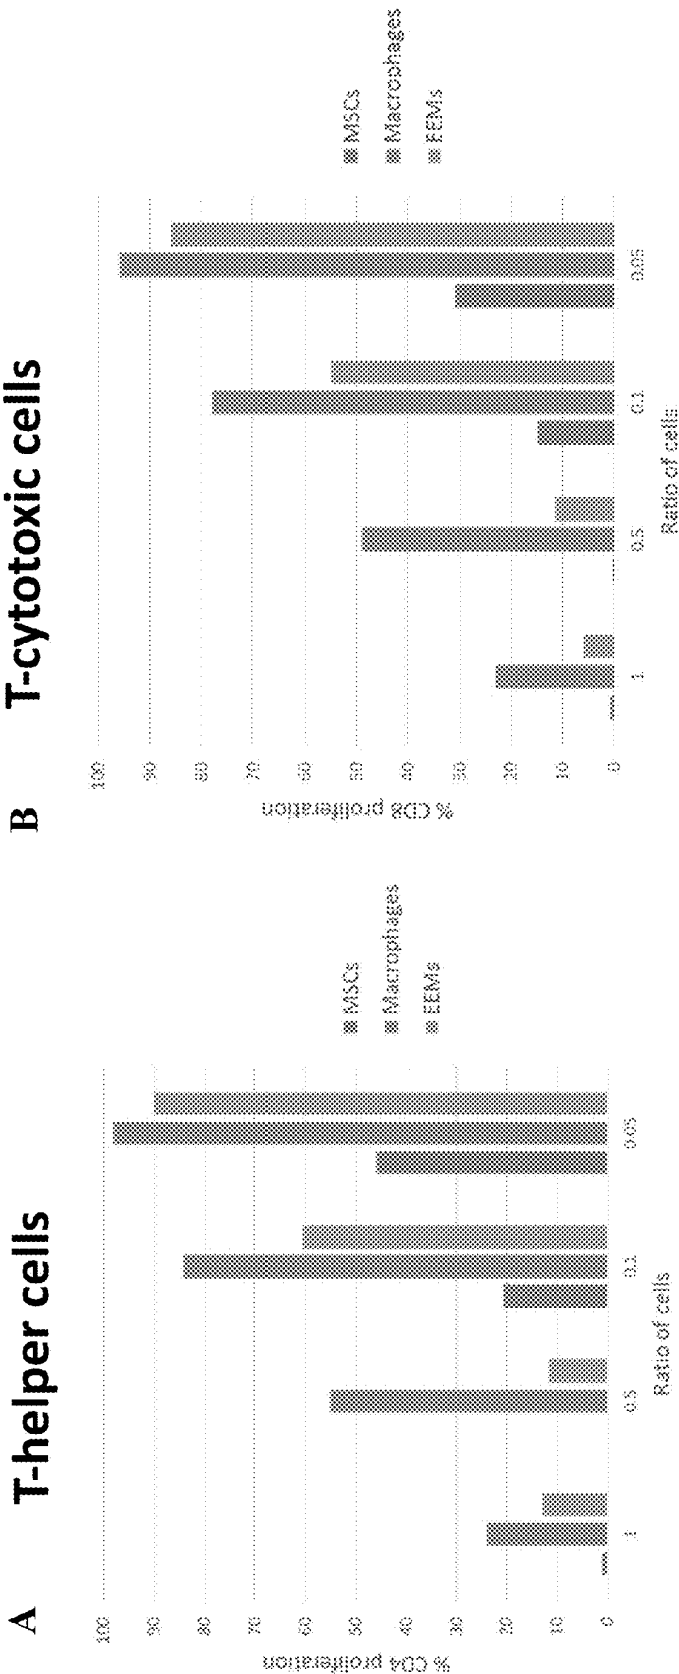 A
T-helper cells
% CD4 proliferation
100
90
80
70
60
50
40
30
20
10
0
1
0.5
0.1
0.05
Ratio of cells
MSCs
Macrophages
EEMs
B
T-cytotoxic cells
% CD8 proliferation
100
90
80
70
60
50
40
30
20
10
0
1
0.5
0.1
0.05
Ratio of cells
MSCs
Macrophages
EEMs